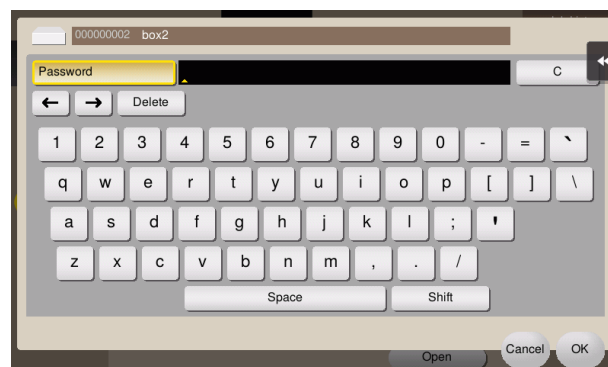 000000002 box2
Password C
← → Delete
1 2 3 4 5 6 7 8 9 0 - = `
q w e r t y u i o p [ ] \
a s d f g h j k l ; '
z x c v b n m , . /
Space Shift
Cancel OK
Open